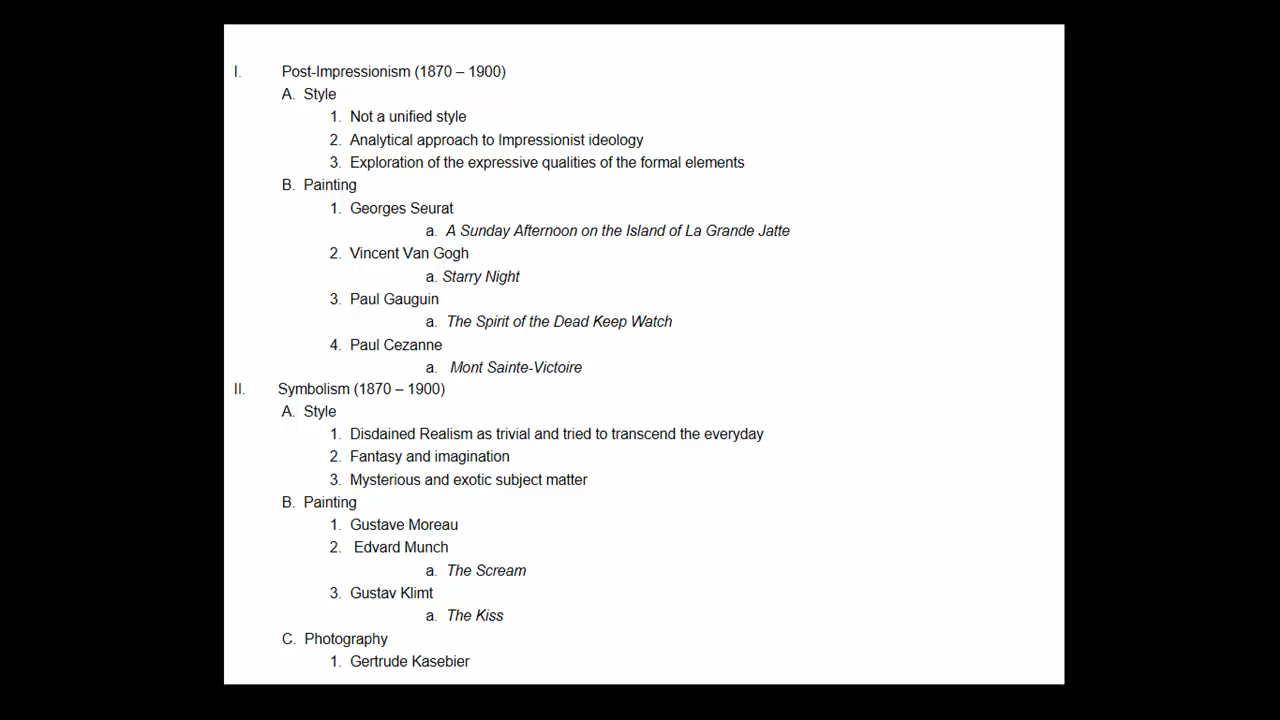 I. Post-Impressionism (1870 – 1900)
A. Style
1. Not a unified style
2. Analytical approach to Impressionist ideology
3. Exploration of the expressive qualities of the formal elements
B. Painting
1. Georges Seurat
a. A Sunday Afternoon on the Island of La Grande Jatte
2. Vincent Van Gogh
a. Starry Night
3. Paul Gauguin
a. The Spirit of the Dead Keep Watch
4. Paul Cezanne
a. Mont Sainte-Victoire
II. Symbolism (1870 – 1900)
A. Style
1. Disdained Realism as trivial and tried to transcend the everyday
2. Fantasy and imagination
3. Mysterious and exotic subject matter
B. Painting
1. Gustave Moreau
2. Edvard Munch
a. The Scream
3. Gustav Klimt
a. The Kiss
C. Photography
1. Gertrude Kasebier